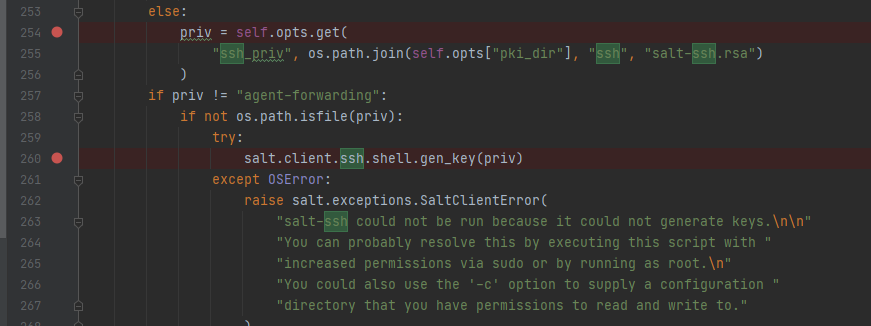 253 else:
254 priv = self.opts.get(
255 "ssh_priv", os.path.join(self.opts["pki_dir"], "ssh", "salt-ssh.rsa")
256 )
257 if priv != "agent-forwarding":
258 if not os.path.isfile(priv):
259 try:
260 salt.client.ssh.shell.gen_key(priv)
261 except OSError:
262 raise salt.exceptions.SaltClientError(
263 "salt-ssh could not be run because it could not generate keys.\n\n"
264 "You can probably resolve this by executing this script with "
265 "increased permissions via sudo or by running as root.\n"
266 "You could also use the '-c' option to supply a configuration "
267 "directory that you have permissions to read and write to."
268 )